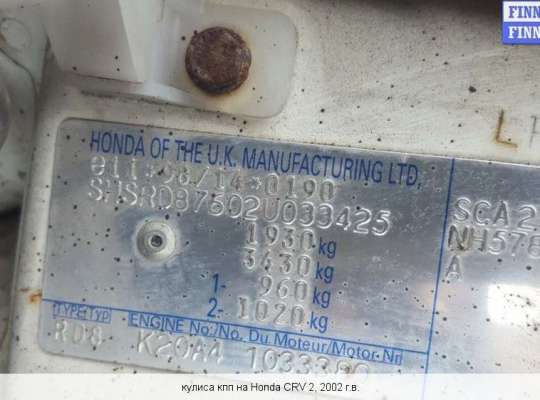 FINN
FINN
HONDA OF THE U.K. MANUFACTURING LTD.
e11*98/14*0190
SHSRD87602U033425
1930 kg
3430 kg
1- 960 kg
2- 1020 kg
TYPE/TYP ENGINE No:/No. Du Moteur/Motor-Nr
RD8 K20A4 1033380
SCA2
NH578
A
кулиса кпп на Honda CRV 2, 2002 г.в.